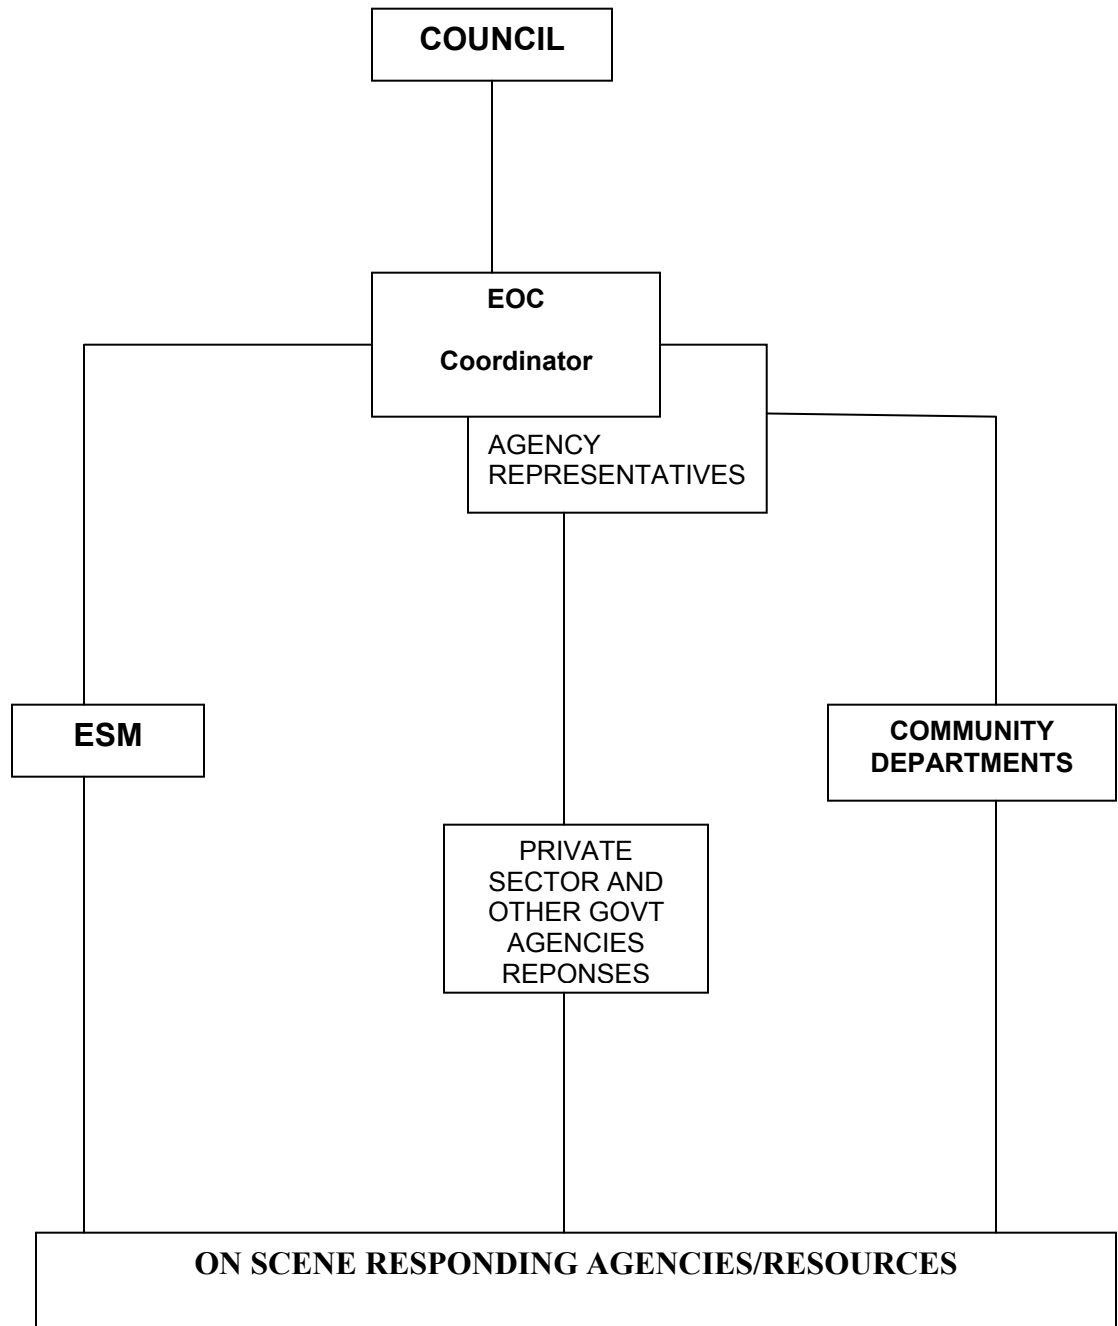 COUNCIL
EOC
Coordinator
AGENCY
REPRESENTATIVES
ESM
COMMUNITY
DEPARTMENTS
PRIVATE
SECTOR AND
OTHER GOVT
AGENCIES
REPONSES
ON SCENE RESPONDING AGENCIES/RESOURCES